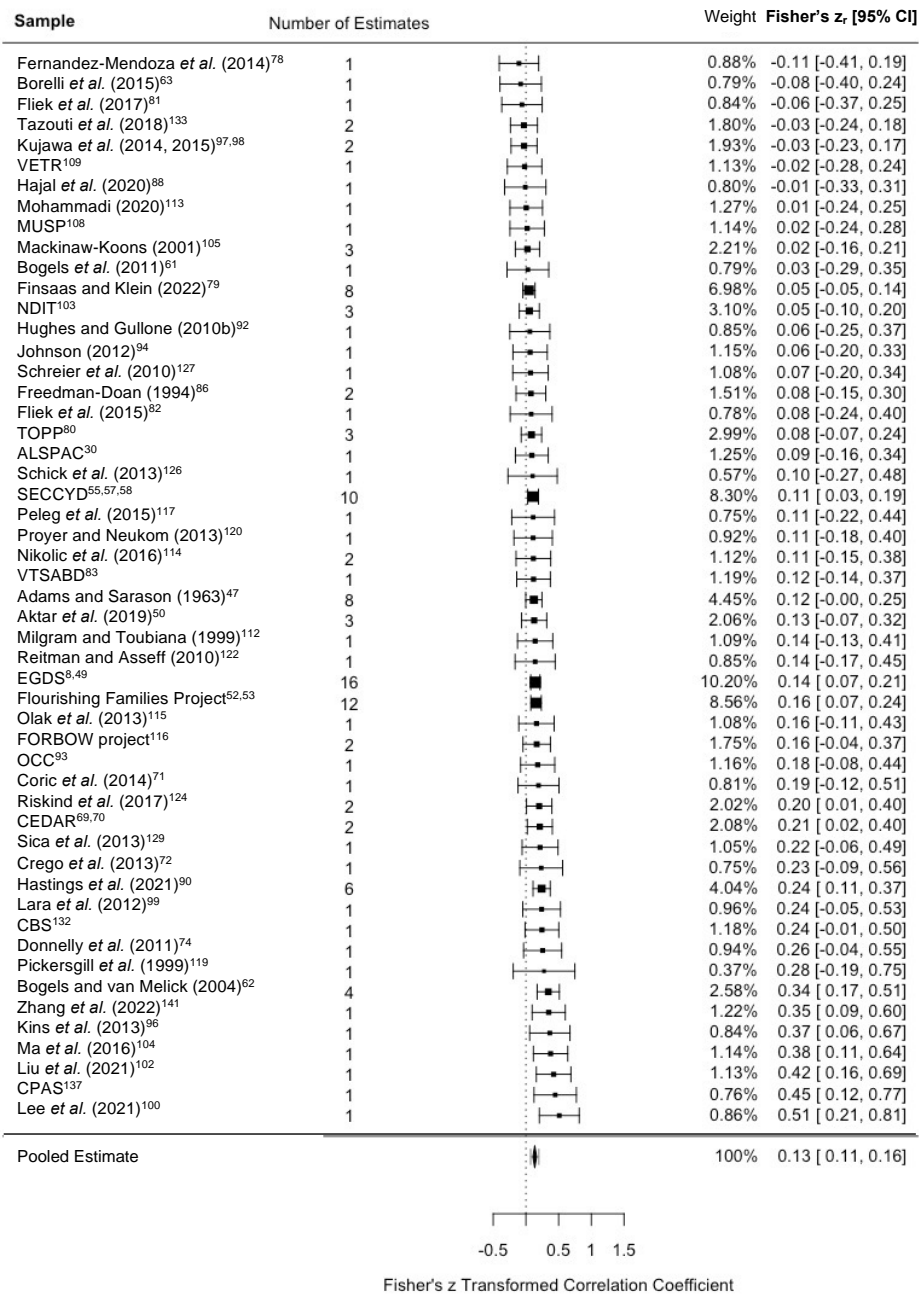 Sample Number of Estimates Weight Fisher's zᵣ [95% CI]
Fernandez-Mendoza et al. (2014)⁷⁸ 1 0.88% -0.11 [-0.41, 0.19]
Borelli et al. (2015)⁶³ 1 0.79% -0.08 [-0.40, 0.24]
Fliek et al. (2017)⁸¹ 1 0.84% -0.06 [-0.37, 0.25]
Tazouti et al. (2018)¹³³ 2 1.80% -0.03 [-0.24, 0.18]
Kujawa et al. (2014, 2015)⁹⁷,⁹⁸ 2 1.93% -0.03 [-0.23, 0.17]
VETR¹⁰⁹ 1 1.13% -0.02 [-0.28, 0.24]
Hajal et al. (2020)⁸⁸ 1 0.80% -0.01 [-0.33, 0.31]
Mohammadi (2020)¹¹³ 1 1.27% 0.01 [-0.24, 0.25]
MUSP¹⁰⁸ 1 1.14% 0.02 [-0.24, 0.28]
Mackinaw-Koons (2001)¹⁰⁵ 3 2.21% 0.02 [-0.16, 0.21]
Bogels et al. (2011)⁶¹ 1 0.79% 0.03 [-0.29, 0.35]
Finsaas and Klein (2022)⁷⁹ 8 6.98% 0.05 [-0.05, 0.14]
NDIT¹⁰³ 3 3.10% 0.05 [-0.10, 0.20]
Hughes and Gullone (2010b)⁹² 1 0.85% 0.06 [-0.25, 0.37]
Johnson (2012)⁹⁴ 1 1.15% 0.06 [-0.20, 0.33]
Schreier et al. (2010)¹²⁷ 1 1.08% 0.07 [-0.20, 0.34]
Freedman-Doan (1994)⁸⁶ 2 1.51% 0.08 [-0.15, 0.30]
Fliek et al. (2015)⁸² 1 0.78% 0.08 [-0.24, 0.40]
TOPP⁸⁰ 3 2.99% 0.08 [-0.07, 0.24]
ALSPAC³⁰ 1 1.25% 0.09 [-0.16, 0.34]
Schick et al. (2013)¹²⁶ 1 0.57% 0.10 [-0.27, 0.48]
SECCYD⁵⁵,⁵⁷,⁵⁸ 10 8.30% 0.11 [ 0.03, 0.19]
Peleg et al. (2015)¹¹⁷ 1 0.75% 0.11 [-0.22, 0.44]
Proyer and Neukom (2013)¹²⁰ 1 0.92% 0.11 [-0.18, 0.40]
Nikolic et al. (2016)¹¹⁴ 2 1.12% 0.11 [-0.15, 0.38]
VTSABD⁸³ 1 1.19% 0.12 [-0.14, 0.37]
Adams and Sarason (1963)⁴⁷ 8 4.45% 0.12 [-0.00, 0.25]
Aktar et al. (2019)⁵⁰ 3 2.06% 0.13 [-0.07, 0.32]
Milgram and Toubiana (1999)¹¹² 1 1.09% 0.14 [-0.13, 0.41]
Reitman and Asseff (2010)¹²² 1 0.85% 0.14 [-0.17, 0.45]
EGDS⁸,⁴⁹ 16 10.20% 0.14 [ 0.07, 0.21]
Flourishing Families Project⁵²,⁵³ 12 8.56% 0.16 [ 0.07, 0.24]
Olak et al. (2013)¹¹⁵ 1 1.08% 0.16 [-0.11, 0.43]
FORBOW project¹¹⁶ 2 1.75% 0.16 [-0.04, 0.37]
OCC⁹³ 1 1.16% 0.18 [-0.08, 0.44]
Coric et al. (2014)⁷¹ 1 0.81% 0.19 [-0.12, 0.51]
Riskind et al. (2017)¹²⁴ 2 2.02% 0.20 [ 0.01, 0.40]
CEDAR⁶⁹,⁷⁰ 2 2.08% 0.21 [ 0.02, 0.40]
Sica et al. (2013)¹²⁹ 1 1.05% 0.22 [-0.06, 0.49]
Crego et al. (2013)⁷² 1 0.75% 0.23 [-0.09, 0.56]
Hastings et al. (2021)⁹⁰ 6 4.04% 0.24 [ 0.11, 0.37]
Lara et al. (2012)⁹⁹ 1 0.96% 0.24 [-0.05, 0.53]
CBS¹³² 1 1.18% 0.24 [-0.01, 0.50]
Donnelly et al. (2011)⁷⁴ 1 0.94% 0.26 [-0.04, 0.55]
Pickersgill et al. (1999)¹¹⁹ 1 0.37% 0.28 [-0.19, 0.75]
Bogels and van Melick (2004)⁶² 4 2.58% 0.34 [ 0.17, 0.51]
Zhang et al. (2022)¹⁴¹ 1 1.22% 0.35 [ 0.09, 0.60]
Kins et al. (2013)⁹⁶ 1 0.84% 0.37 [ 0.06, 0.67]
Ma et al. (2016)¹⁰⁴ 1 1.14% 0.38 [ 0.11, 0.64]
Liu et al. (2021)¹⁰² 1 1.13% 0.42 [ 0.16, 0.69]
CPAS¹³⁷ 1 0.76% 0.45 [ 0.12, 0.77]
Lee et al. (2021)¹⁰⁰ 1 0.86% 0.51 [ 0.21, 0.81]
Pooled Estimate 100% 0.13 [ 0.11, 0.16]
-0.5 0.5 1 1.5
Fisher's z Transformed Correlation Coefficient